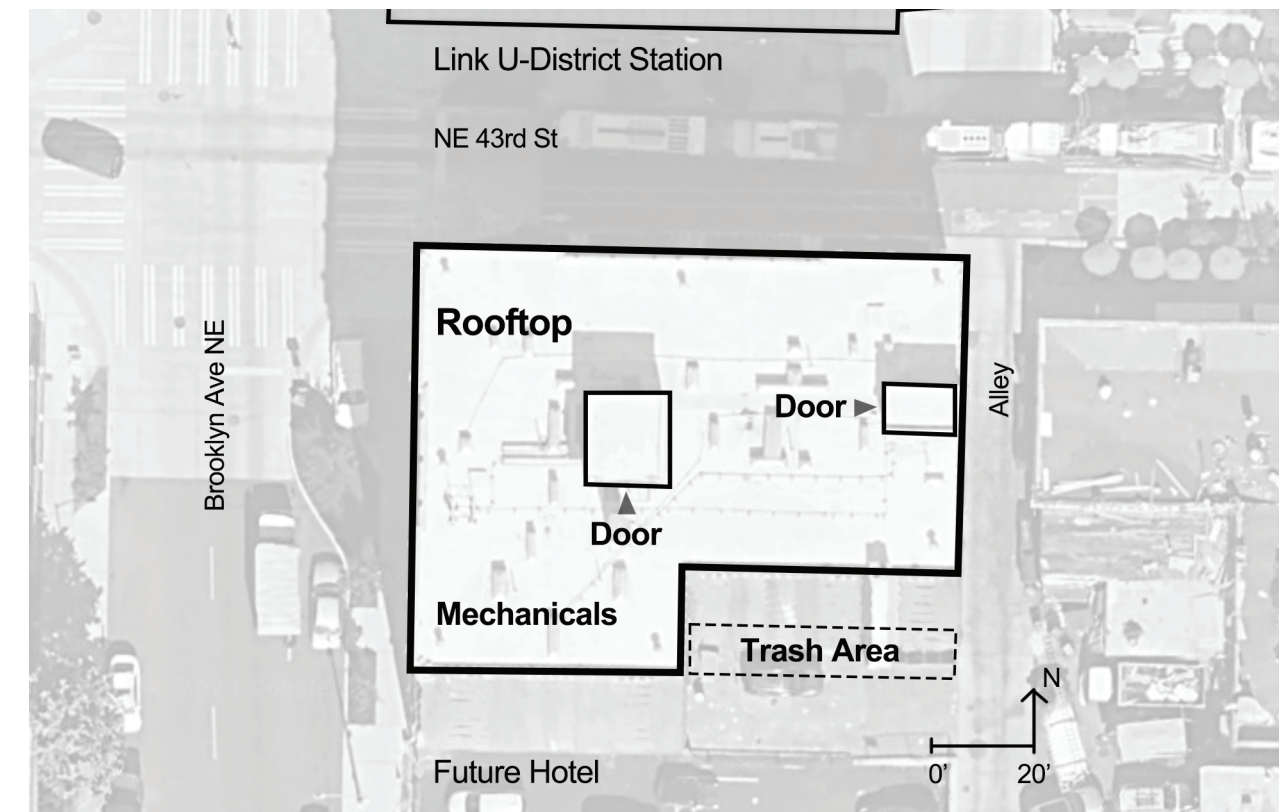 Link U-District Station
NE 43rd St
Rooftop
Brooklyn Ave NE
Door
Alley
Door
Mechanicals
Trash Area
N
0' 20'
Future Hotel